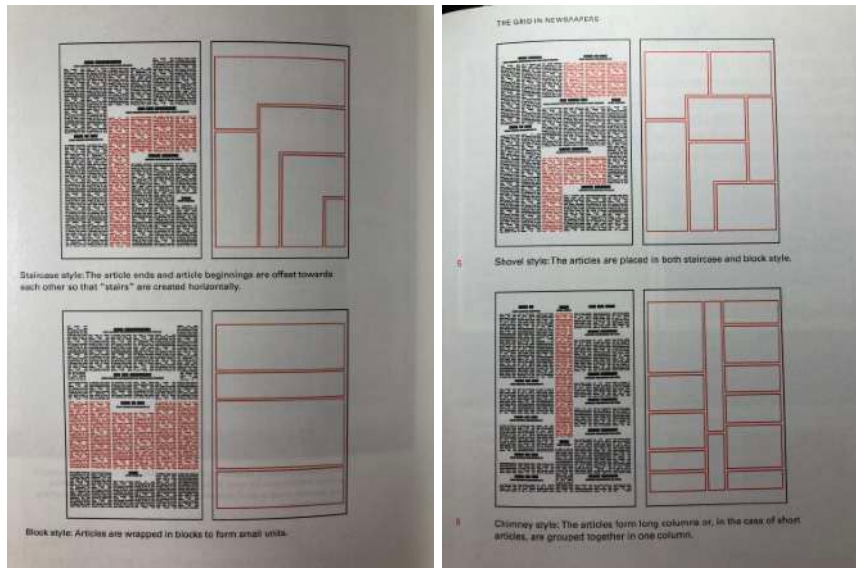 Staircase style: The article ends and article beginnings are offset towards
each other so that "stairs" are created horizontally.
Block style: Articles are wrapped in blocks to form small units.
THE GRID IN NEWSPAPERS
Shovel style: The articles are placed in both staircase and block style.
Chimney style: The articles form long columns or, in the case of short
articles, are grouped together in one column.